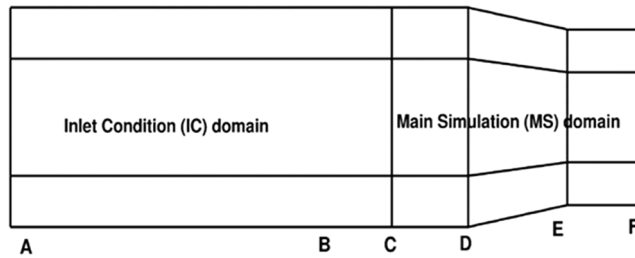 Inlet Condition (IC) domain
Main Simulation (MS) domain
A B C D E F